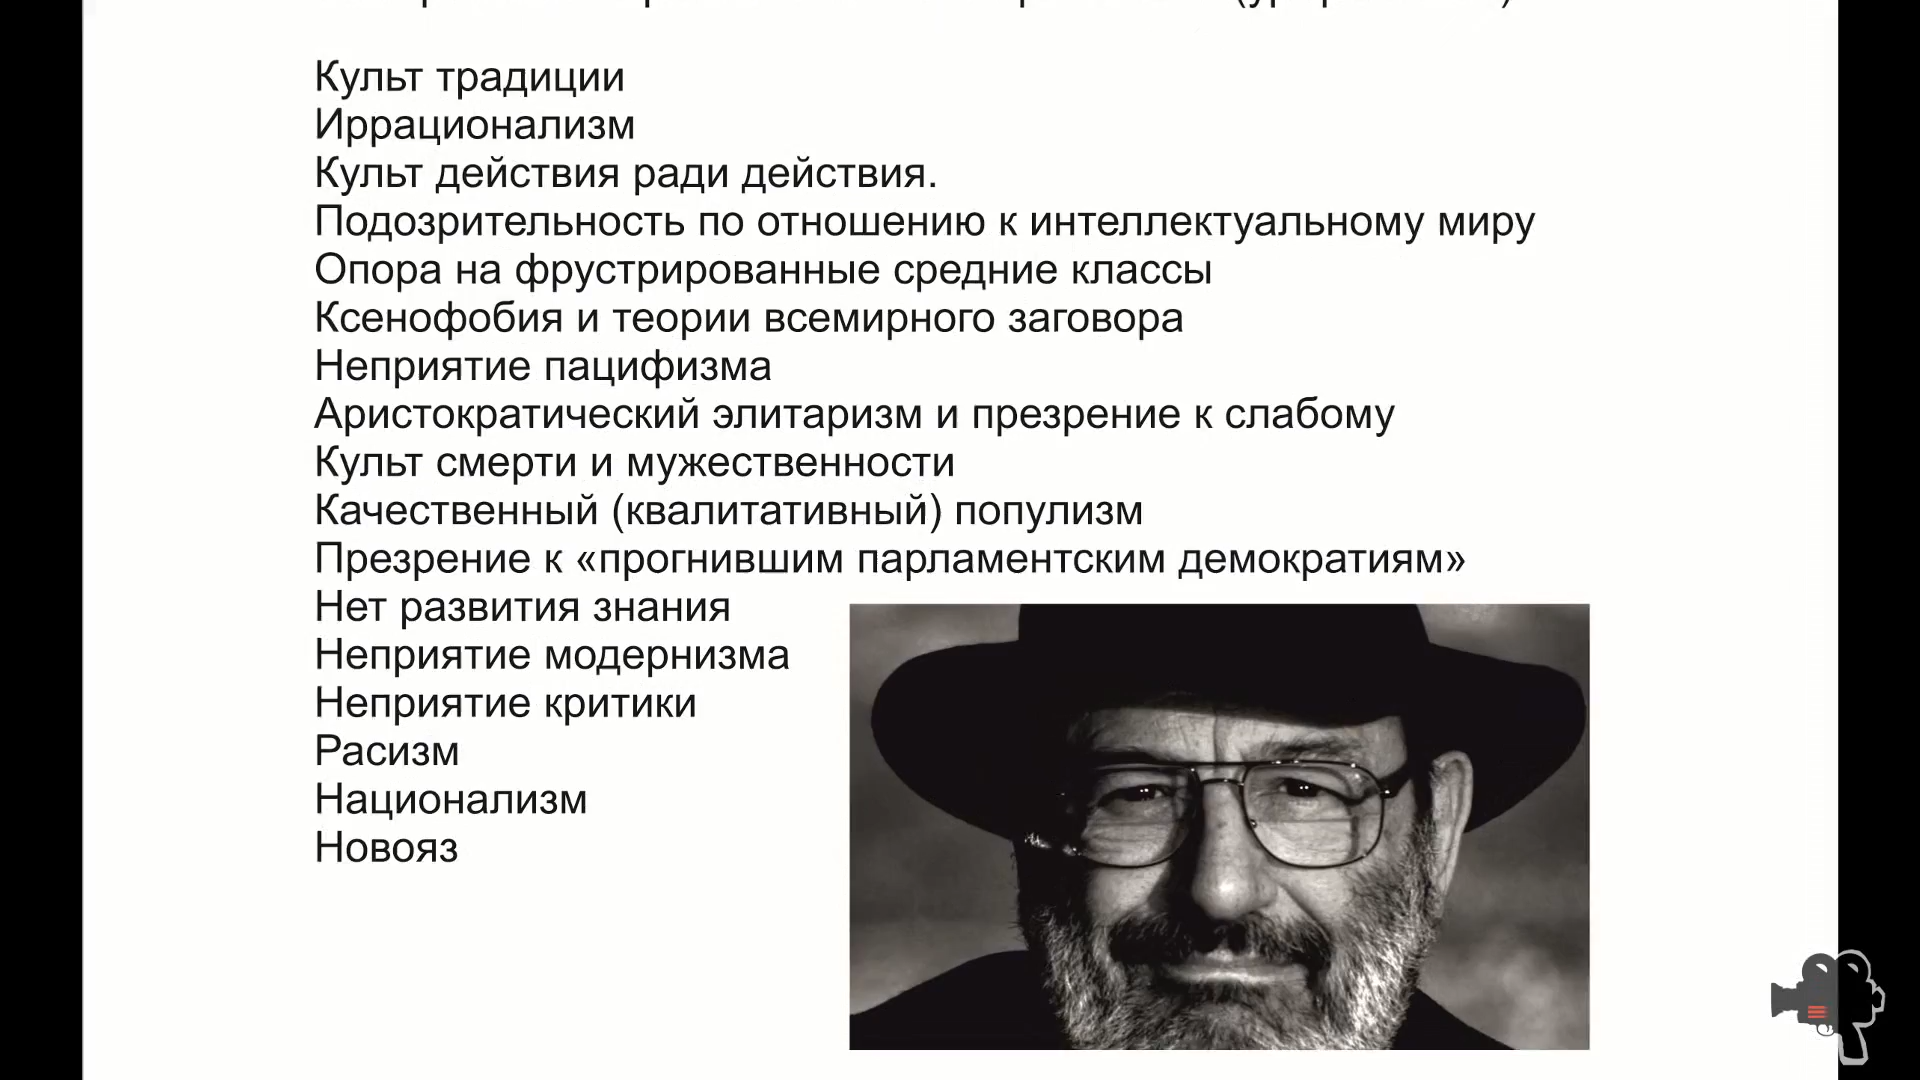 Культ традиции
Иррационализм
Культ действия ради действия.
Подозрительность по отношению к интеллектуальному миру
Опора на фрустрированные средние классы
Ксенофобия и теории всемирного заговора
Неприятие пацифизма
Аристократический элитаризм и презрение к слабому
Культ смерти и мужественности
Качественный (квалитативный) популизм
Презрение к «прогнившим парламентским демократиям»
Нет развития знания
Неприятие модернизма
Неприятие критики
Расизм
Национализм
Новояз